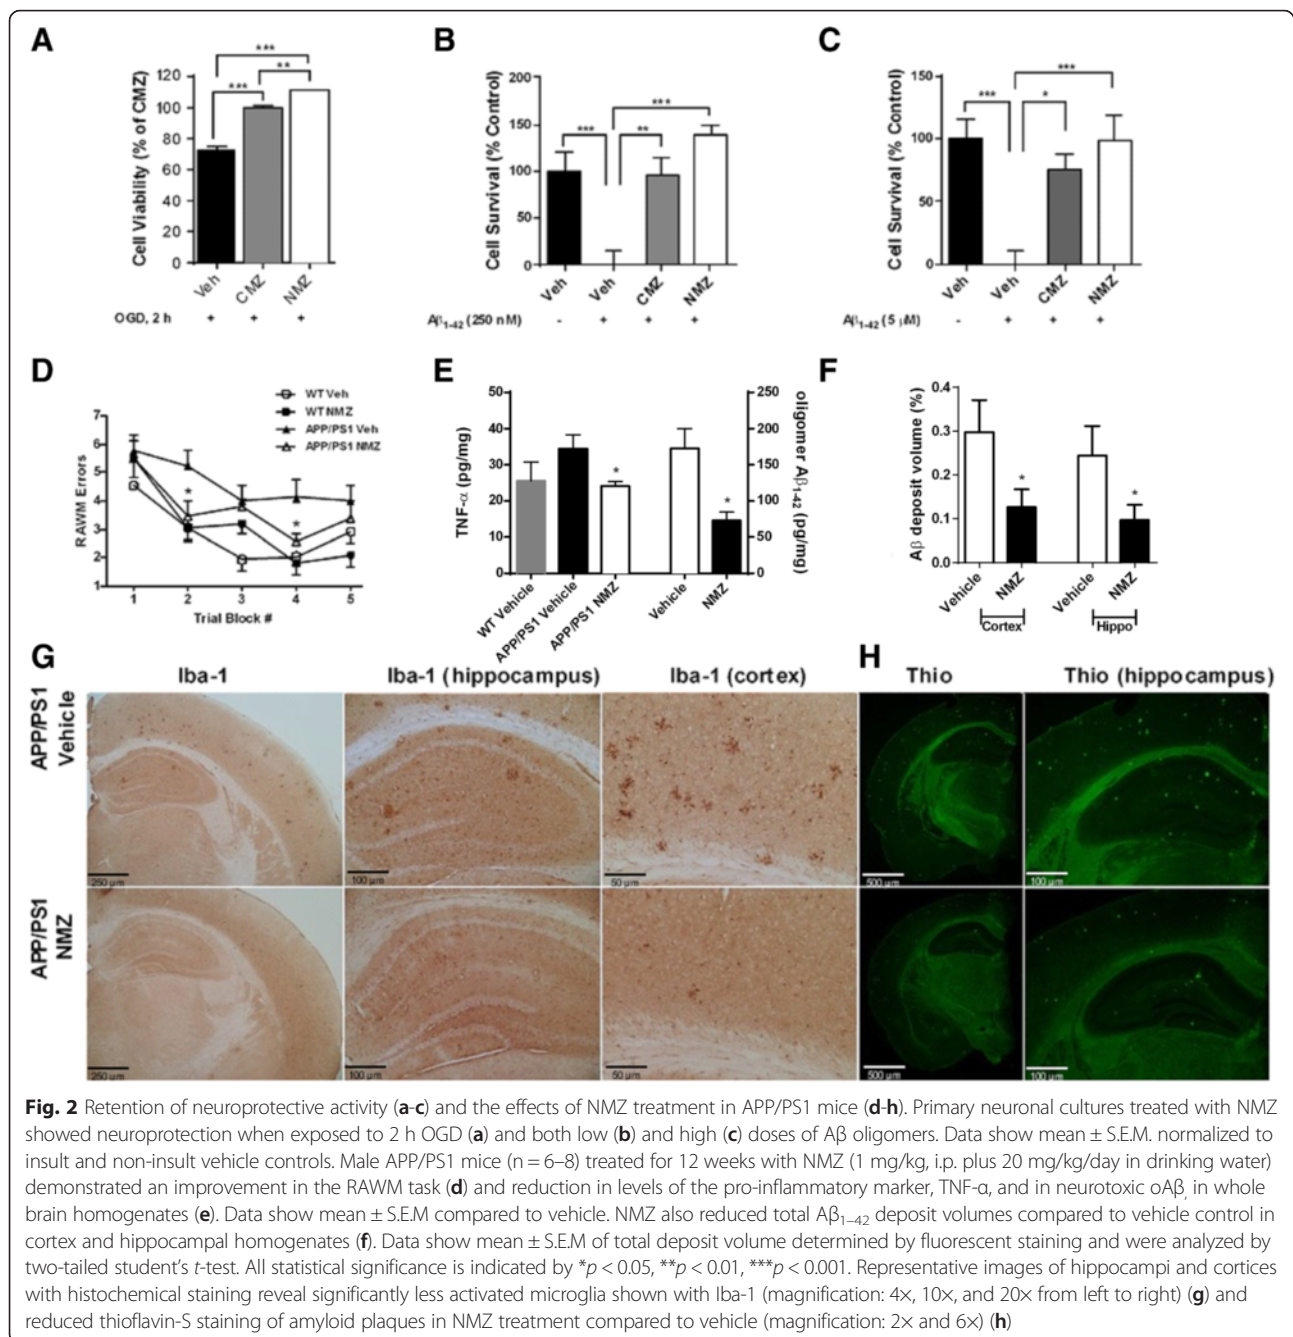 A
B
C
Cell Viability (% of CMZ)
120
100
80
60
40
20
0
***
***
**
Veh
CMZ
NMZ
OGD, 2 h
+
+
+
Cell Survival (% Control)
200
150
100
50
0
***
***
**
Veh
Veh
CMZ
NMZ
Aβ1-42 (250 nM)
-
+
+
+
Cell Survival (% Control)
150
100
50
0
***
***
*
Veh
Veh
CMZ
NMZ
Aβ1-42 (5 μM)
-
+
+
+
D
E
F
WT Veh
WT NMZ
APP/PS1 Veh
APP/PS1 NMZ
RAWM Errors
7
6
5
4
3
2
1
*
*
1
2
3
4
5
Trial Block #
TNF-α (pg/mg)
50
40
30
20
10
0
*
*
250
200
150
100
50
0
oligomer Aβ1-42 (pg/mg)
WT Vehicle
APP/PS1 Vehicle
APP/PS1 NMZ
Vehicle
NMZ
Aβ deposit volume (%)
0.4
0.3
0.2
0.1
0.0
*
*
Vehicle
NMZ
Vehicle
NMZ
Cortex
Hippo
G
H
Iba-1
Iba-1 (hippocampus)
Iba-1 (cortex)
Thio
Thio (hippocampus)
APP/PS1
Vehicle
250 μm
100 μm
50 μm
500 μm
100 μm
APP/PS1
NMZ
250 μm
100 μm
50 μm
500 μm
100 μm
Fig. 2 Retention of neuroprotective activity (a-c) and the effects of NMZ treatment in APP/PS1 mice (d-h). Primary neuronal cultures treated with NMZ
showed neuroprotection when exposed to 2 h OGD (a) and both low (b) and high (c) doses of Aβ oligomers. Data show mean ± S.E.M. normalized to
insult and non-insult vehicle controls. Male APP/PS1 mice (n = 6–8) treated for 12 weeks with NMZ (1 mg/kg, i.p. plus 20 mg/kg/day in drinking water)
demonstrated an improvement in the RAWM task (d) and reduction in levels of the pro-inflammatory marker, TNF-α, and in neurotoxic oAβ, in whole
brain homogenates (e). Data show mean ± S.E.M compared to vehicle. NMZ also reduced total Aβ1–42 deposit volumes compared to vehicle control in
cortex and hippocampal homogenates (f). Data show mean ± S.E.M of total deposit volume determined by fluorescent staining and were analyzed by
two-tailed student's t-test. All statistical significance is indicated by *p < 0.05, **p < 0.01, ***p < 0.001. Representative images of hippocampi and cortices
with histochemical staining reveal significantly less activated microglia shown with Iba-1 (magnification: 4×, 10×, and 20× from left to right) (g) and
reduced thioflavin-S staining of amyloid plaques in NMZ treatment compared to vehicle (magnification: 2× and 6×) (h)